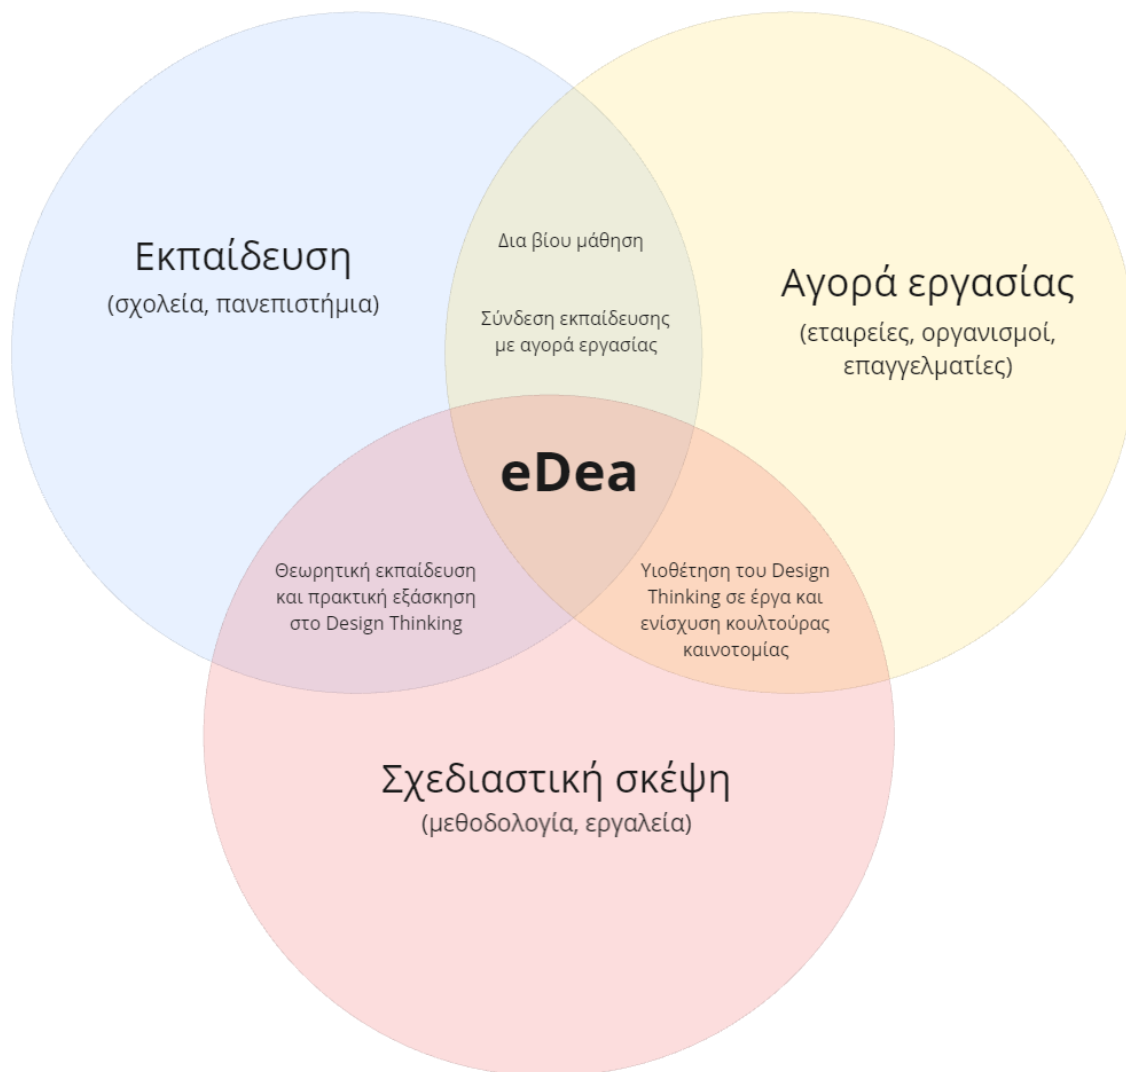 Εκπαίδευση
(σχολεία, πανεπιστήμια)
Δια βίου μάθηση
Σύνδεση εκπαίδευσης
με αγορά εργασίας
Αγορά εργασίας
(εταιρείες, οργανισμοί,
επαγγελματίες)
eDea
Θεωρητική εκπαίδευση
και πρακτική εξάσκηση
στο Design Thinking
Υιοθέτηση του Design
Thinking σε έργα και
ενίσχυση κουλτούρας
καινοτομίας
Σχεδιαστική σκέψη
(μεθοδολογία, εργαλεία)